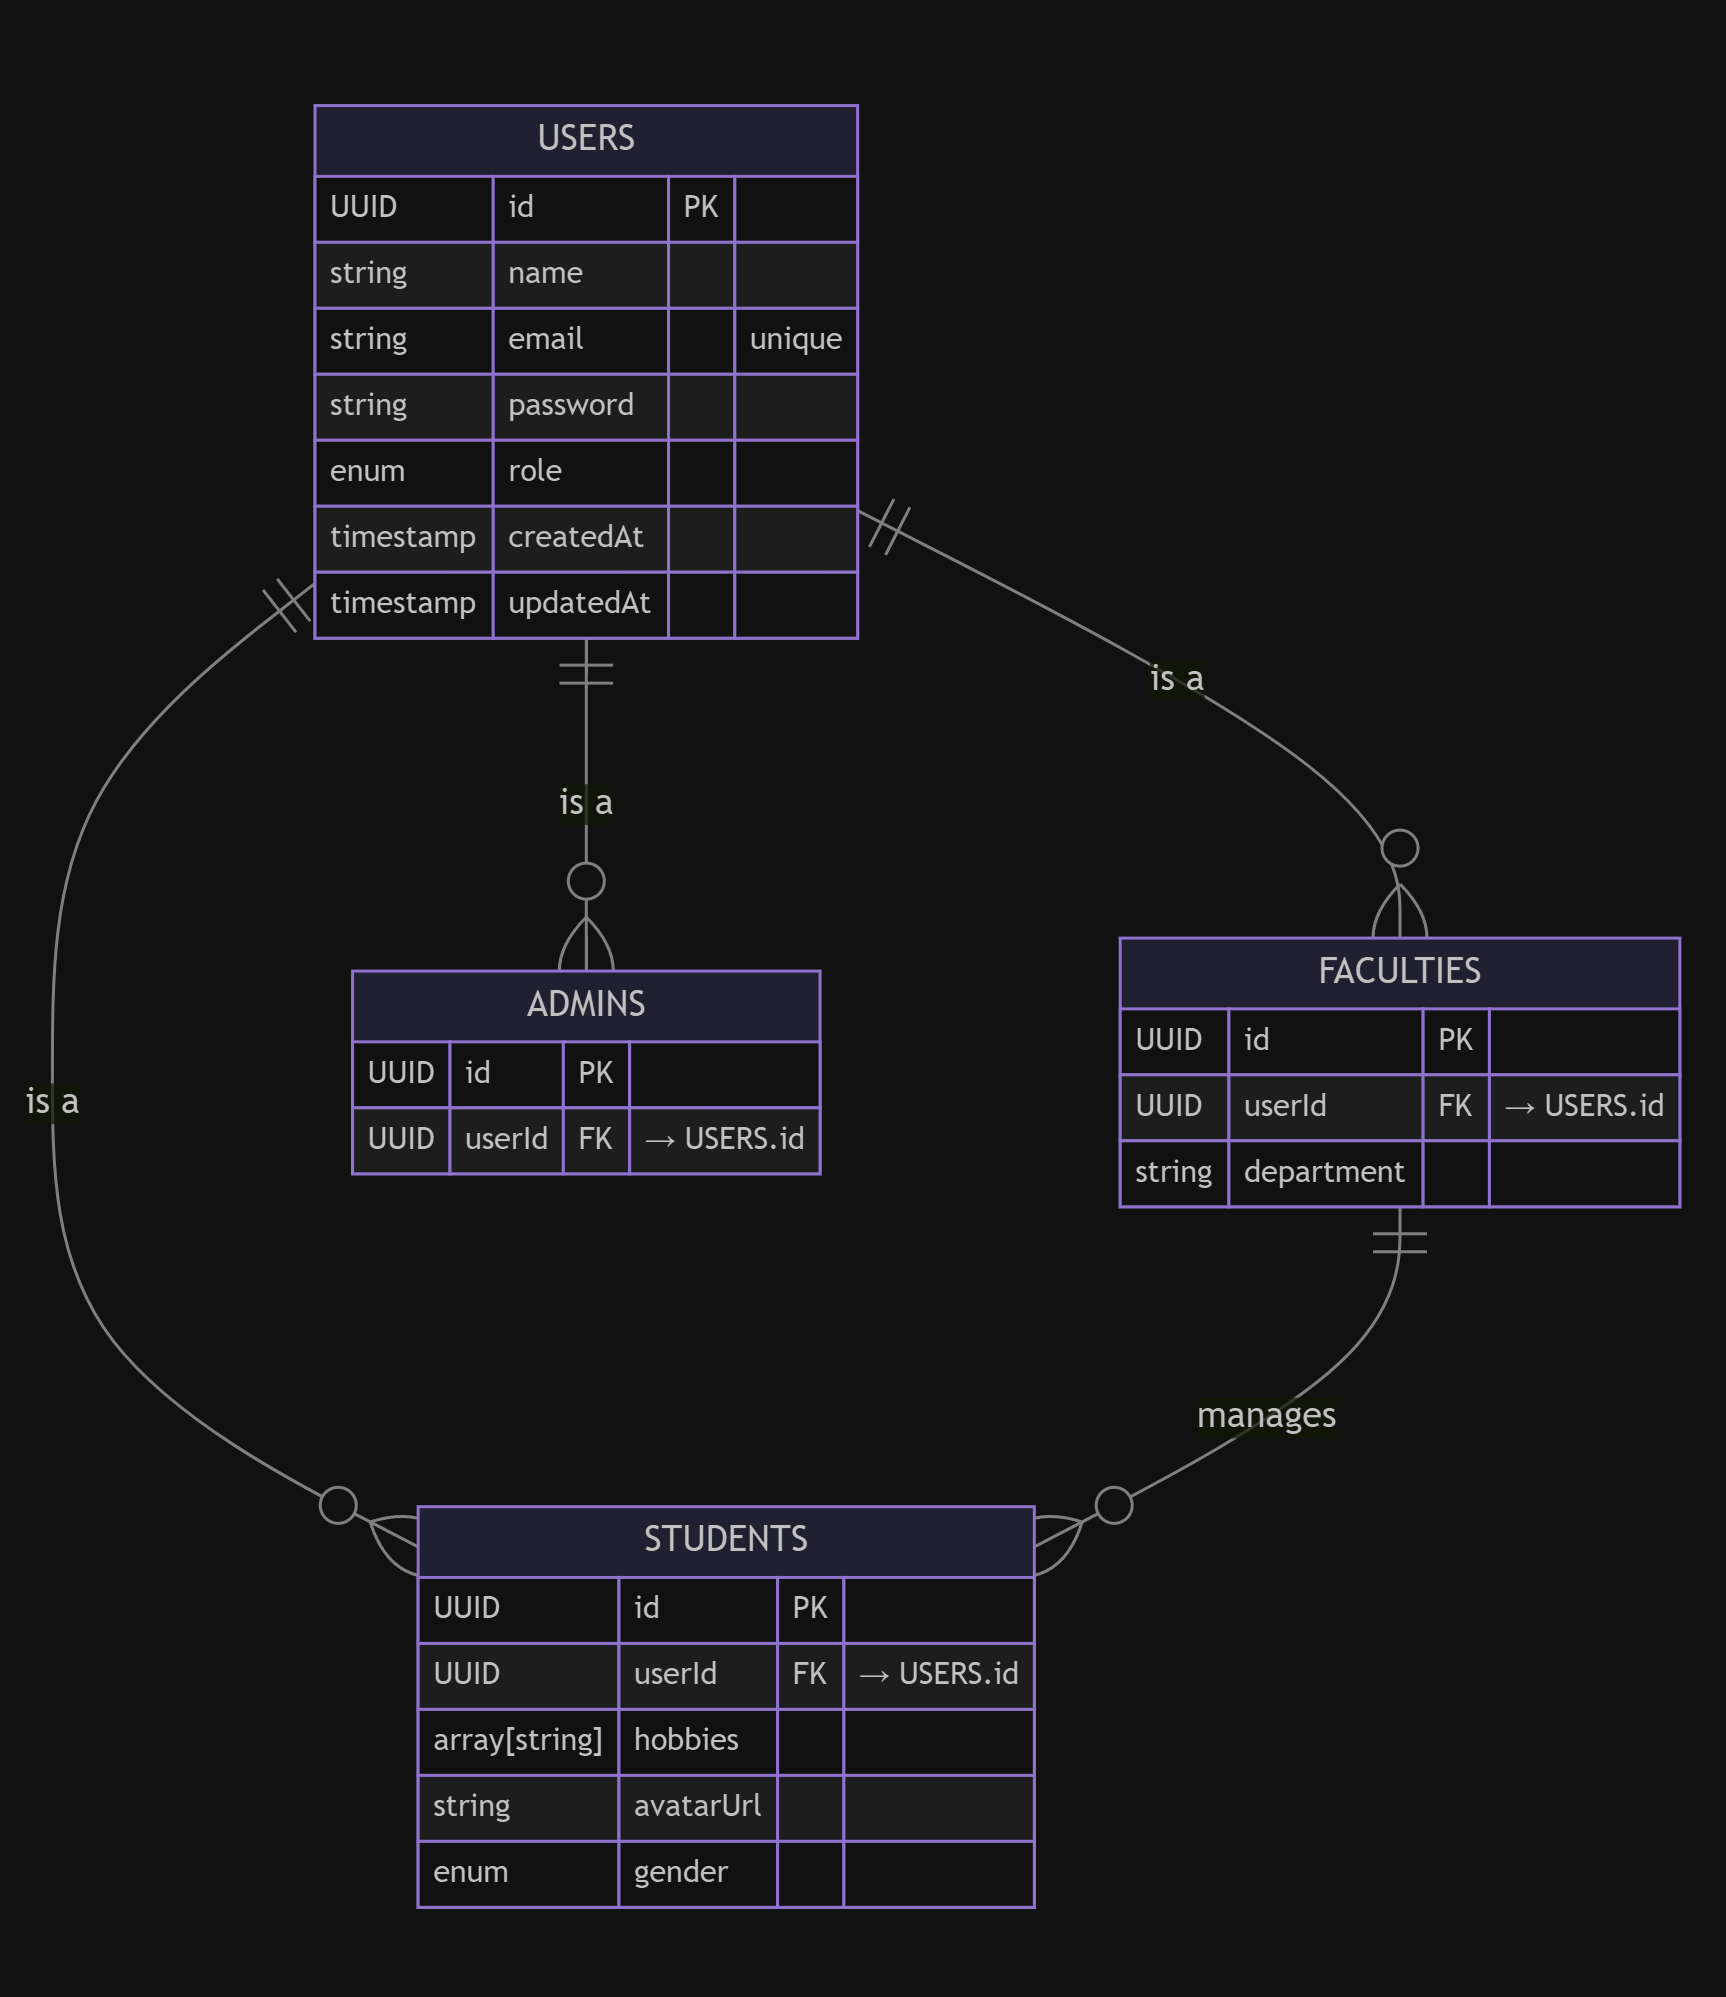 USERS
UUID id PK
string name
string email unique
string password
enum role
timestamp createdAt
timestamp updatedAt
is a
is a
is a
ADMINS
UUID id PK
UUID userId FK → USERS.id
FACULTIES
UUID id PK
UUID userId FK → USERS.id
string department
manages
STUDENTS
UUID id PK
UUID userId FK → USERS.id
array[string] hobbies
string avatarUrl
enum gender